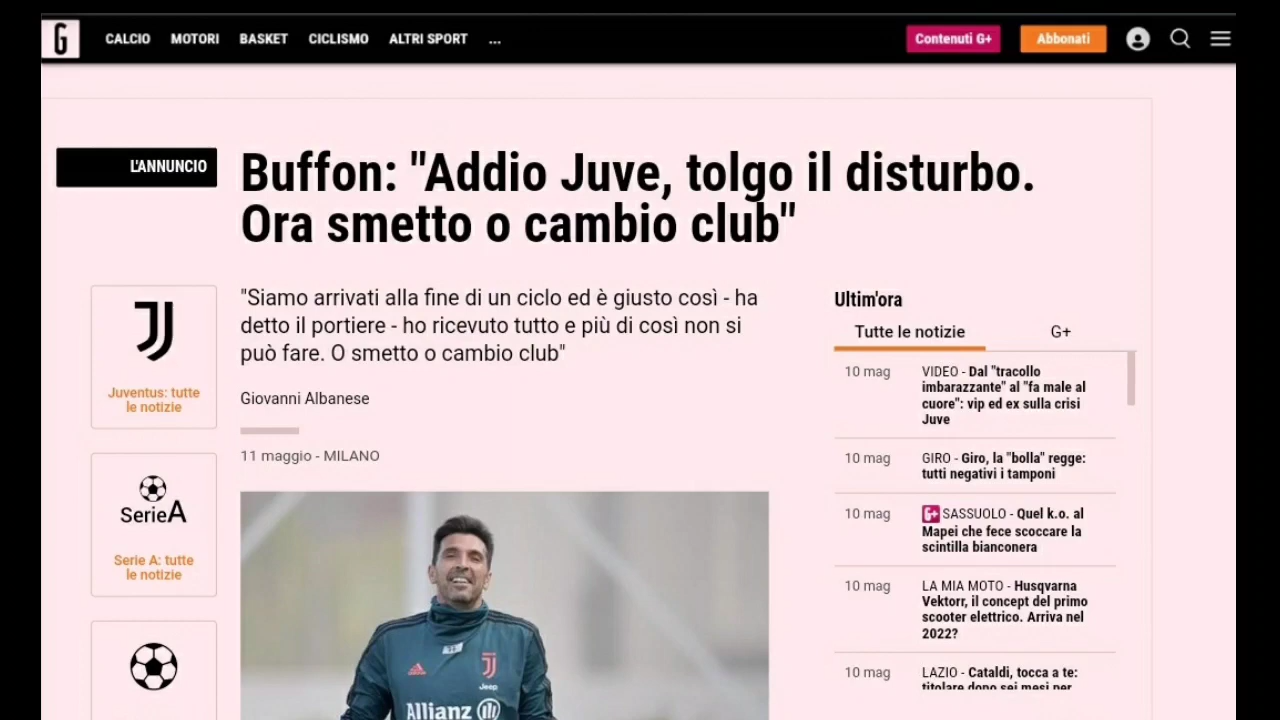 G CALCIO MOTORI BASKET CICLISMO ALTRI SPORT ... Contenuti G+ Abbonati
L'ANNUNCIO
Buffon: "Addio Juve, tolgo il disturbo.
Ora smetto o cambio club"
"Siamo arrivati alla fine di un ciclo ed è giusto così - ha
detto il portiere - ho ricevuto tutto e più di così non si
può fare. O smetto o cambio club"
Giovanni Albanese
11 maggio - MILANO
J
Juventus: tutte
le notizie
SerieA
Serie A: tutte
le notizie
Jeep
Allianz
Ultim'ora
Tutte le notizie G+
10 mag VIDEO - Dal "tracollo
imbarazzante" al "fa male al
cuore": vip ed ex sulla crisi
Juve
10 mag GIRO - Giro, la "bolla" regge:
tutti negativi i tamponi
10 mag G+ SASSUOLO - Quel k.o. al
Mapei che fece scoccare la
scintilla bianconera
10 mag LA MIA MOTO - Husqvarna
Vektorr, il concept del primo
scooter elettrico. Arriva nel
2022?
10 mag LAZIO - Cataldi, tocca a te:
titolare dopo sei mesi per